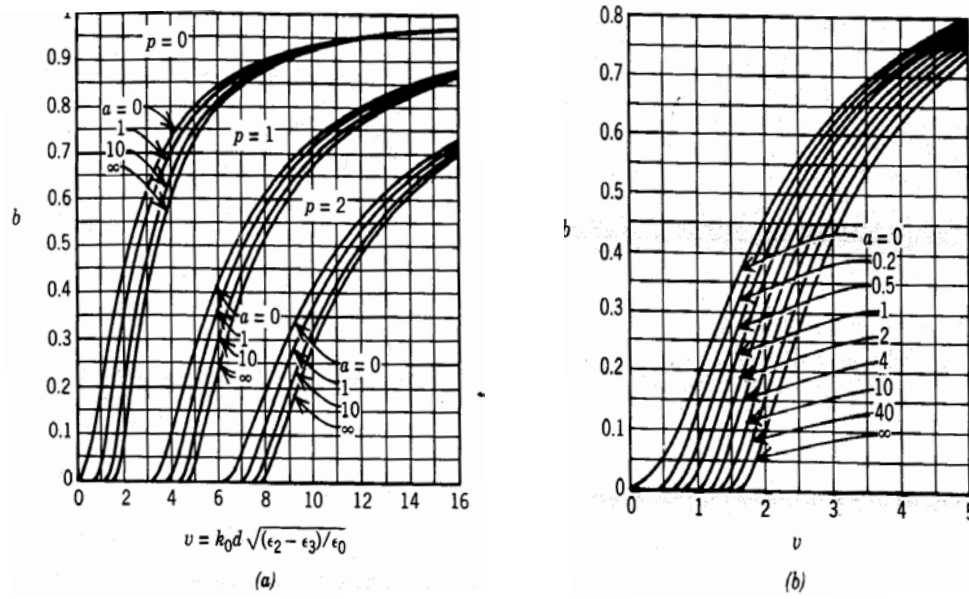 1
0.9
0.8
0.7
0.6
0.5
0.4
0.3
0.2
0.1
0
b
p = 0
a = 0
1
10
∞
p = 1
p = 2
a = 0
1
10
∞
a = 0
1
10
∞
0 2 4 6 8 10 12 14 16
v = k₀d √(ϵ₂ − ϵ₃)/ϵ₀
(a)
0.8
0.7
0.6
0.5
0.4
0.3
0.2
0.1
0
b
a = 0
0.2
0.5
1
2
4
10
40
∞
0 1 2 3 4 5
v
(b)